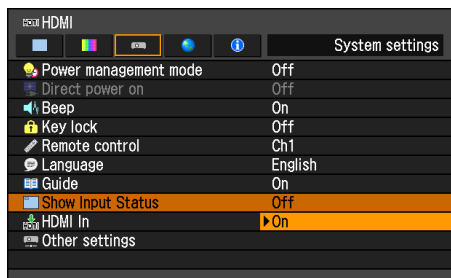 HDMI HDMI
System settings
Power management mode Off
Direct power on Off
Beep On
Key lock Off
Remote control Ch1
Language English
Guide On
Show Input Status Off
HDMI In On
Other settings